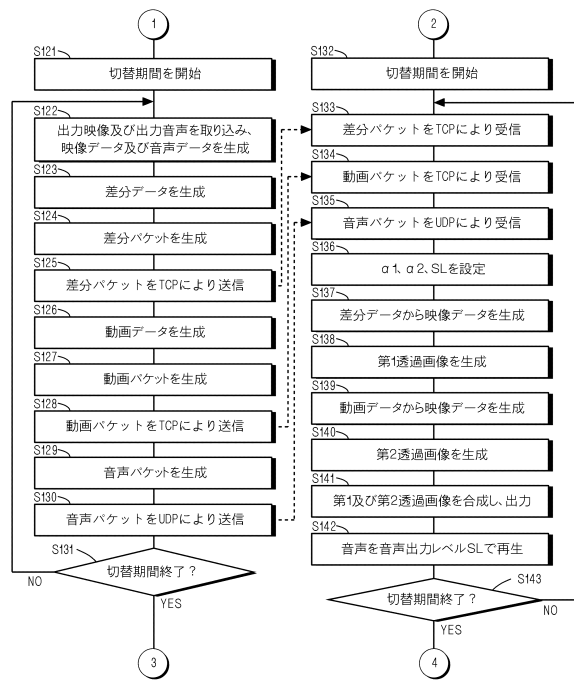 1
S121
切替期間を開始
S122
出力映像及び出力音声を取り込み、
映像データ及び音声データを生成
S123
差分データを生成
S124
差分パケットを生成
S125
差分パケットをTCPにより送信
S126
動画データを生成
S127
動画パケットを生成
S128
動画パケットをTCPにより送信
S129
音声パケットを生成
S130
音声パケットをUDPにより送信
S131
切替期間終了?
NO
YES
3
2
S132
切替期間を開始
S133
差分パケットをTCPにより受信
S134
動画パケットをTCPにより受信
S135
音声パケットをUDPにより受信
S136
α1、α2、SLを設定
S137
差分データから映像データを生成
S138
第1透過画像を生成
S139
動画データから映像データを生成
S140
第2透過画像を生成
S141
第1及び第2透過画像を合成し、出力
S142
音声を音声出力レベルSLで再生
S143
切替期間終了?
NO
YES
4